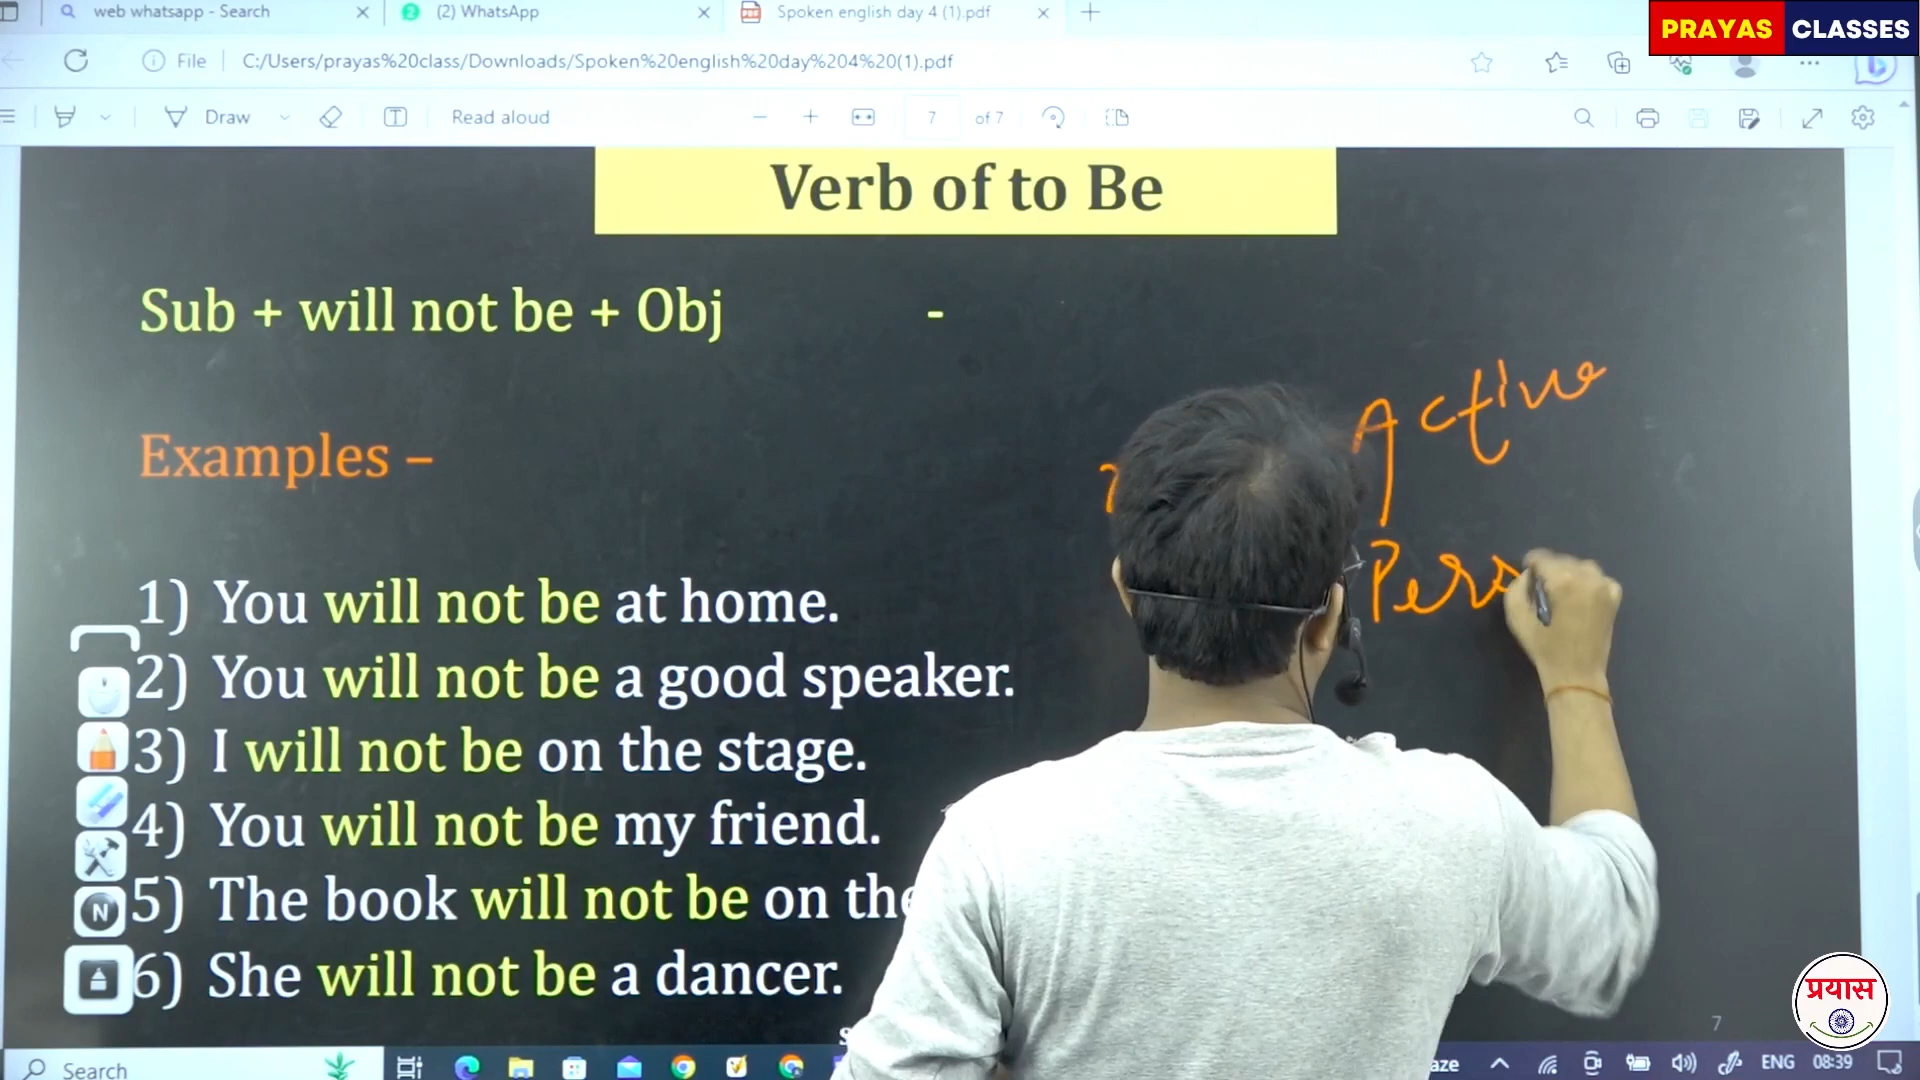 web whatsapp - Search
(2) WhatsApp
Spoken english day 4 (1).pdf
PRAYAS CLASSES
File
C:/Users/prayas%20class/Downloads/Spoken%20english%20day%204%20(1).pdf
Draw
Read aloud
7 of 7
Verb of to Be
Sub + will not be + Obj -
Active
Examples –
Pers
1) You will not be at home.
2) You will not be a good speaker.
3) I will not be on the stage.
4) You will not be my friend.
5) The book will not be on the
6) She will not be a dancer.
प्रयास
7
Search
ENG 08:39